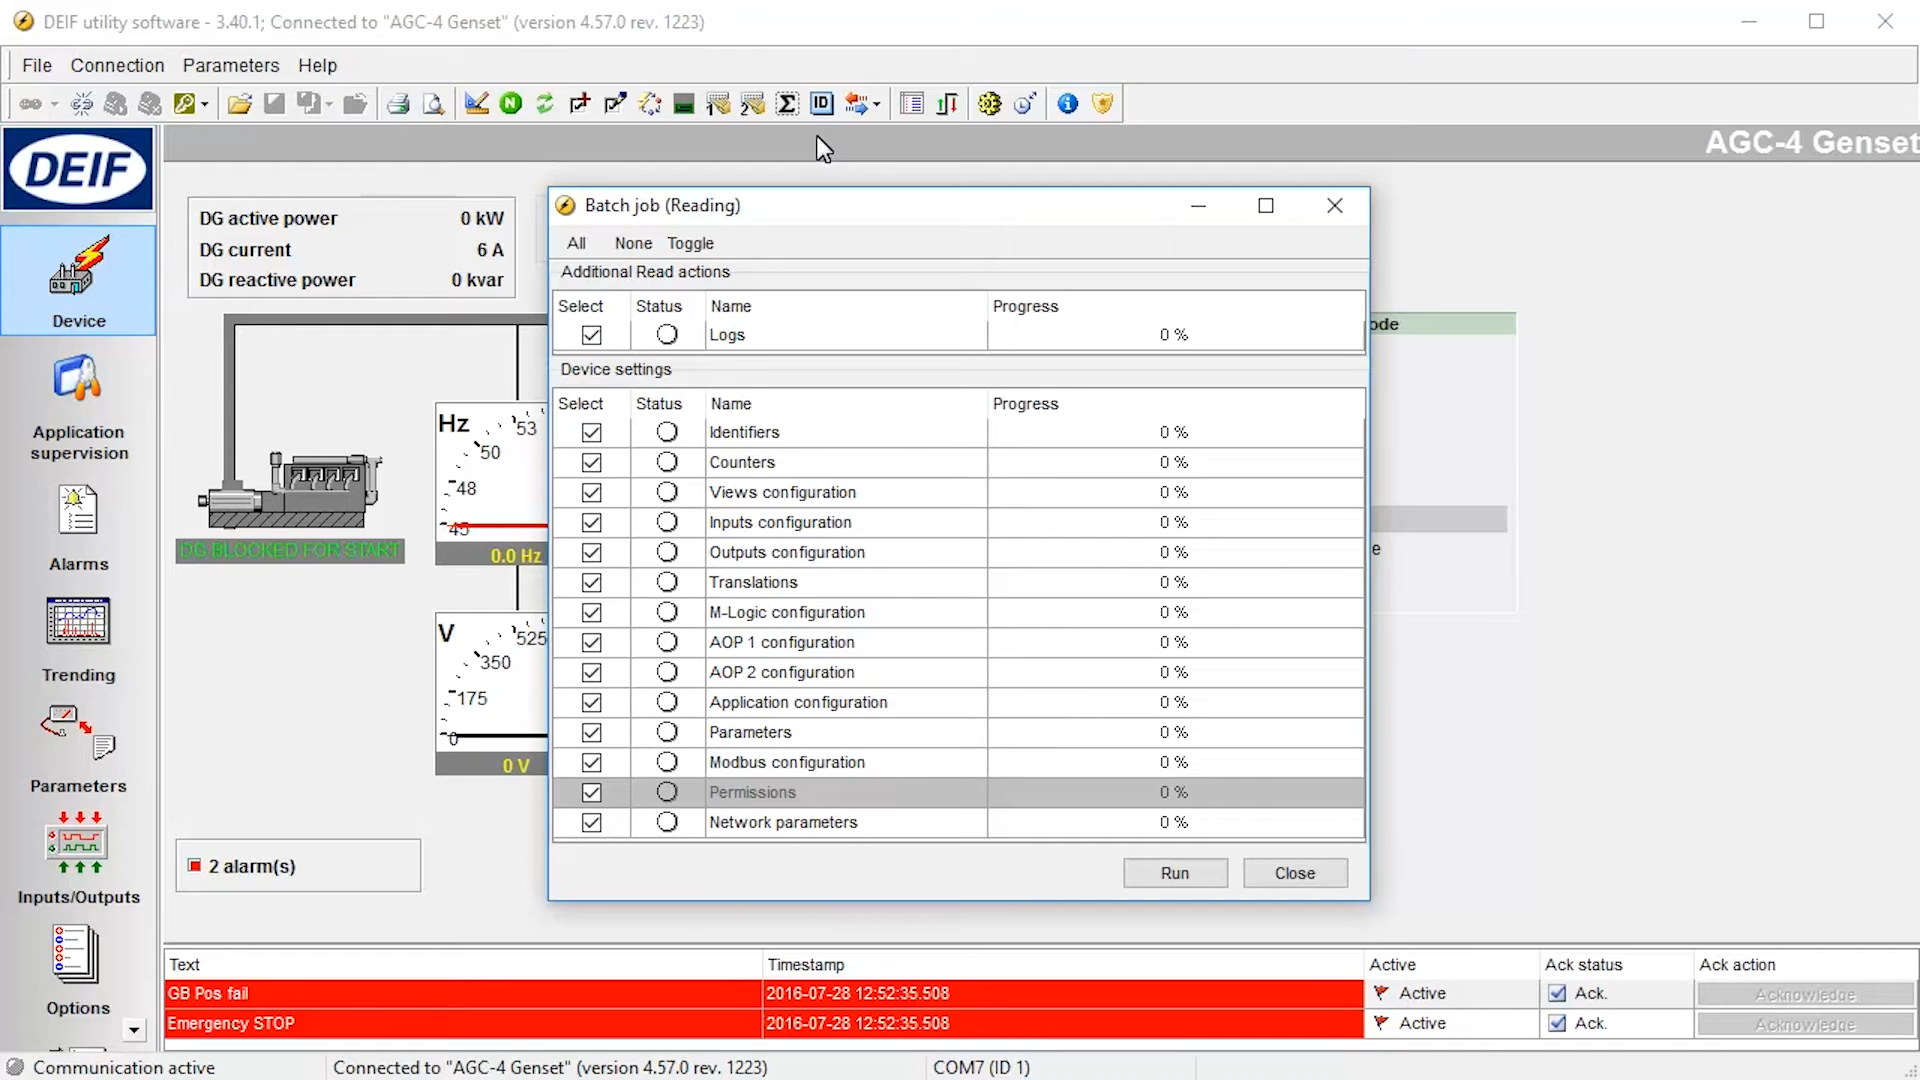 DEIF utility software - 3.40.1; Connected to "AGC-4 Genset" (version 4.57.0 rev. 1223)
File Connection Parameters Help
N Σ ID
DEIF
AGC-4 Genset
DG active power 0 kW
DG current 6 A
DG reactive power 0 kvar
Device
Application
supervision
Alarms
Trending
Parameters
Inputs/Outputs
Options
Hz
53
50
48
45
0.0 Hz
DG BLOCKED FOR START
V
525
350
175
0
0 V
2 alarm(s)
ode
e
Batch job (Reading)
All None Toggle
Additional Read actions
Select Status Name Progress
Logs 0 %
Device settings
Select Status Name Progress
Identifiers 0 %
Counters 0 %
Views configuration 0 %
Inputs configuration 0 %
Outputs configuration 0 %
Translations 0 %
M-Logic configuration 0 %
AOP 1 configuration 0 %
AOP 2 configuration 0 %
Application configuration 0 %
Parameters 0 %
Modbus configuration 0 %
Permissions 0 %
Network parameters 0 %
Run Close
Text Timestamp Active Ack status Ack action
GB Pos fail 2016-07-28 12:52:35.508 Active Ack. Acknowledge
Emergency STOP 2016-07-28 12:52:35.508 Active Ack. Acknowledge
Communication active Connected to "AGC-4 Genset" (version 4.57.0 rev. 1223) COM7 (ID 1)